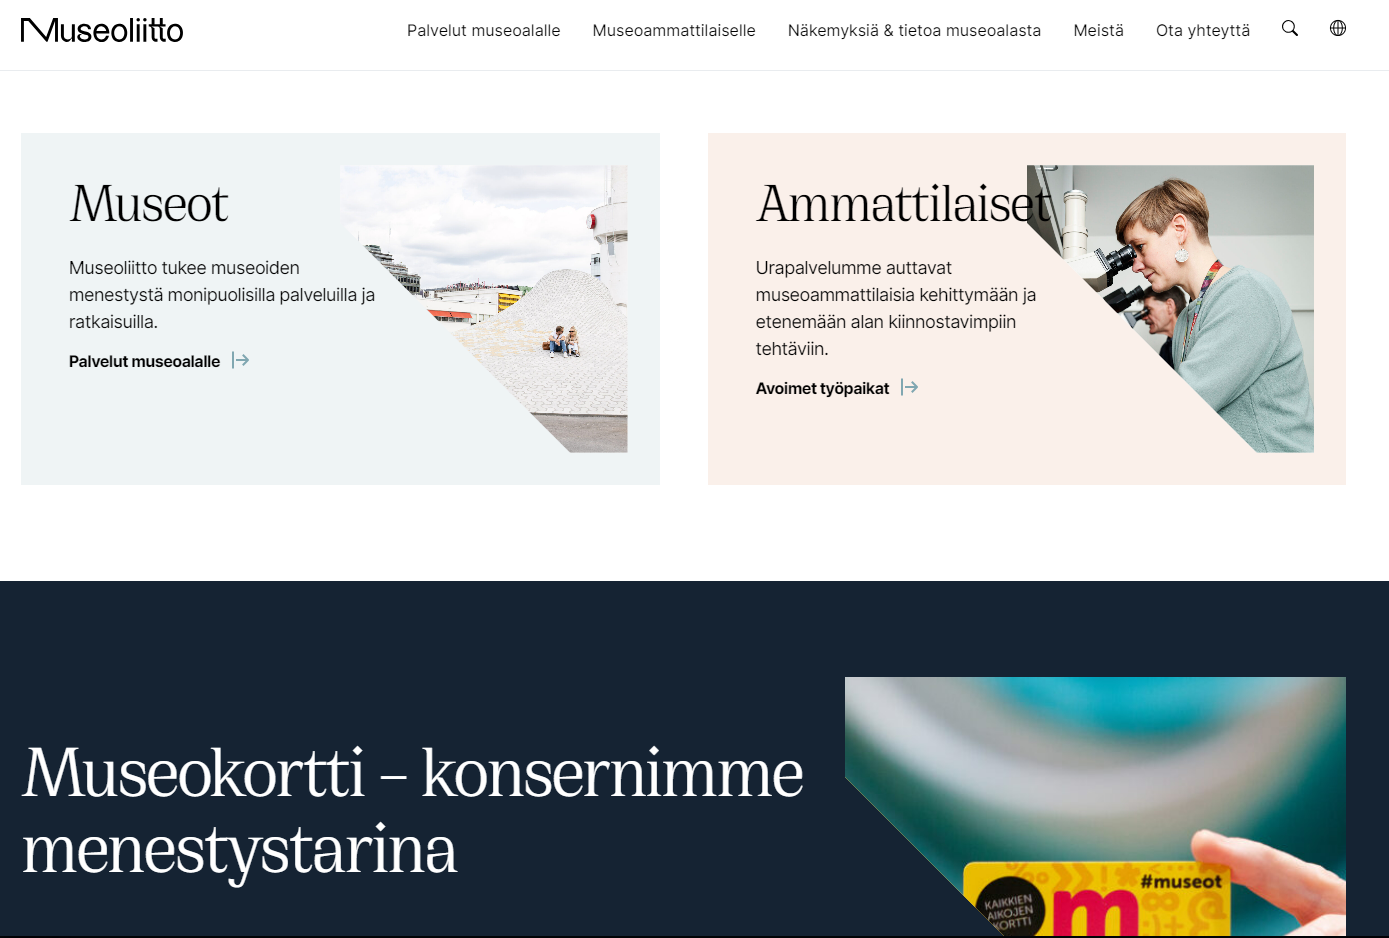 Museoliitto
Palvelut museoalalle
Museoammattilaiselle
Näkemyksiä & tietoa museoalasta
Meistä
Ota yhteyttä
Museot
Museoliitto tukee museoiden
menestystä monipuolisilla palveluilla ja
ratkaisuilla.
Palvelut museoalalle
Ammattilaiset
Urapalvelumme auttavat
museoammattilaisia kehittymään ja
etenemään alan kiinnostavimpiin
tehtäviin.
Avoimet työpaikat
Museokortti – konsernimme
menestystarina
#museot
KAIKKIEN
AIKOJEN
KORTTI
m